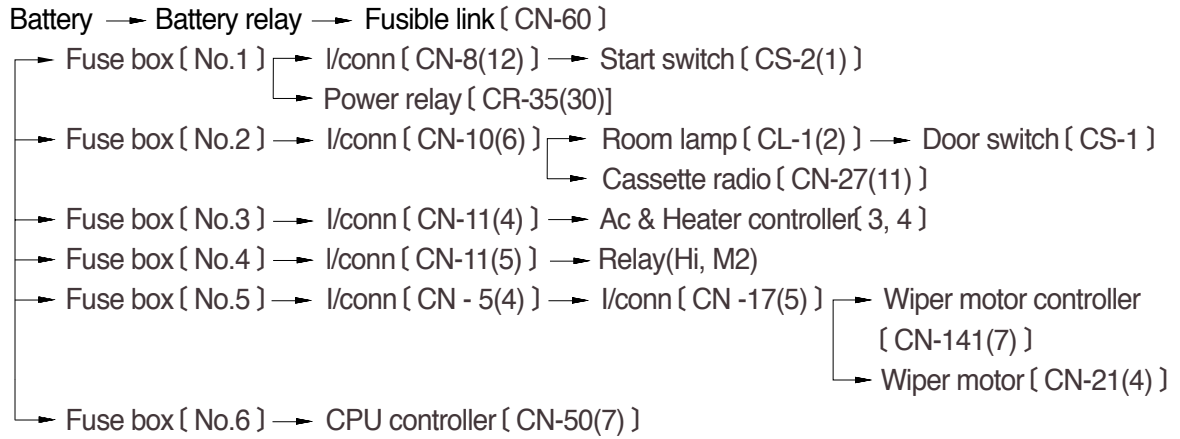 Battery → Battery relay → Fusible link [ CN-60 ]
Fuse box [ No.1 ] → I/conn [ CN-8(12) ] → Start switch [ CS-2(1) ]
→ Power relay [ CR-35(30)]
Fuse box [ No.2 ] → I/conn [ CN-10(6) ] → Room lamp [ CL-1(2) ] → Door switch [ CS-1 ]
→ Cassette radio [ CN-27(11) ]
Fuse box [ No.3 ] → I/conn [ CN-11(4) ] → Ac & Heater controller[ 3, 4 ]
Fuse box [ No.4 ] → I/conn [ CN-11(5) ] → Relay(Hi, M2)
Fuse box [ No.5 ] → I/conn [ CN - 5(4) ] → I/conn [ CN -17(5) ] → Wiper motor controller
[ CN-141(7) ]
→ Wiper motor [ CN-21(4) ]
Fuse box [ No.6 ] → CPU controller [ CN-50(7) ]